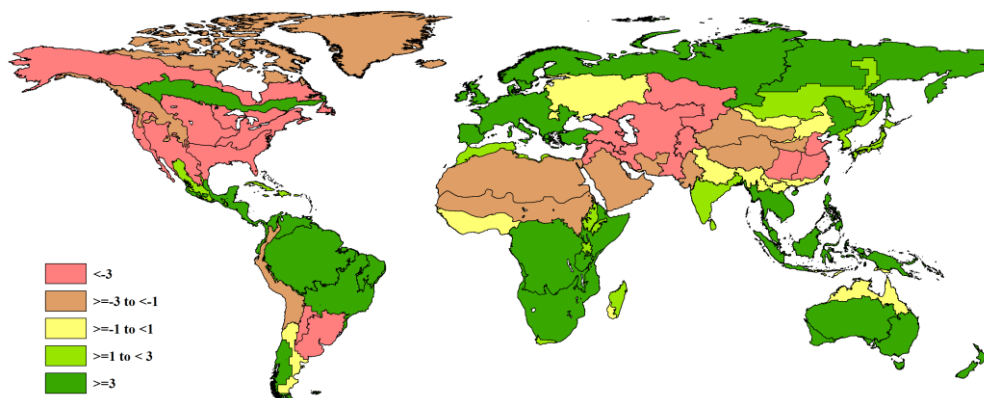 <-3
>=-3 to <-1
>=-1 to <1
>=1 to < 3
>=3